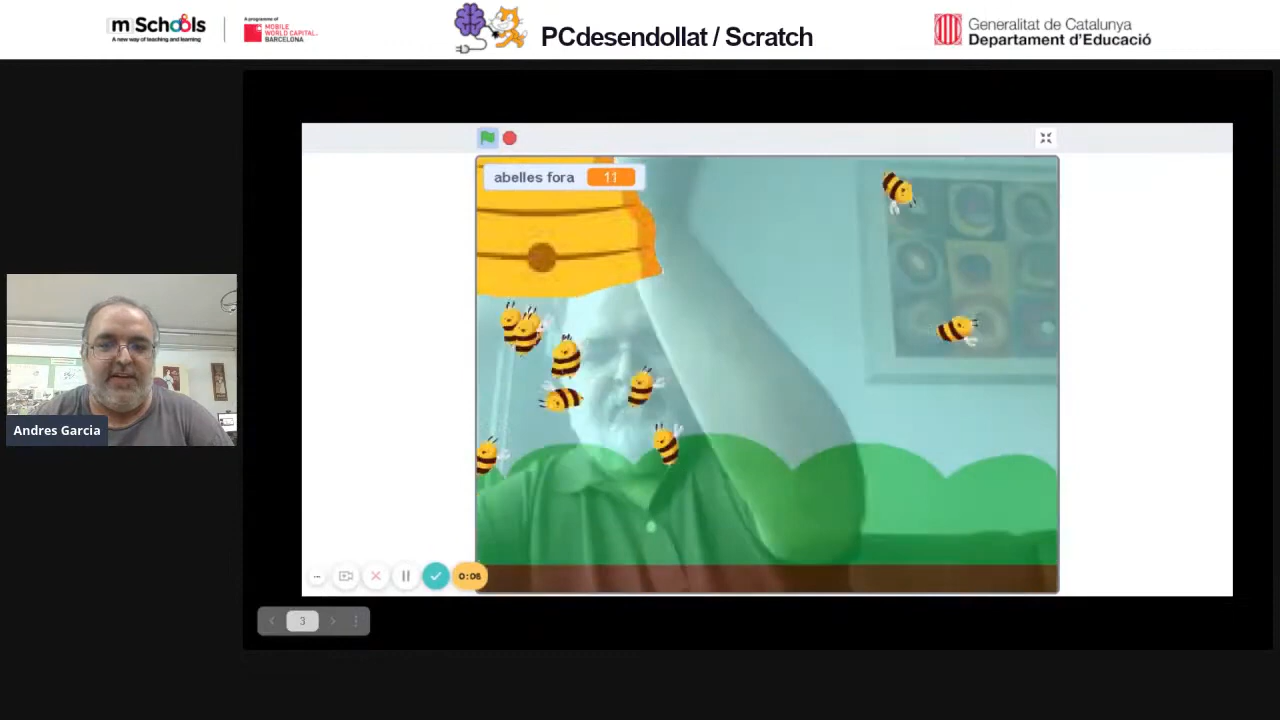 mSchools
A new way of teaching and learning
A programme of
MOBILE
WORLD CAPITAL
BARCELONA
PCdesendollat / Scratch
Generalitat de Catalunya
Departament d'Educació
abelles fora 11
Andres Garcia
0:06
3